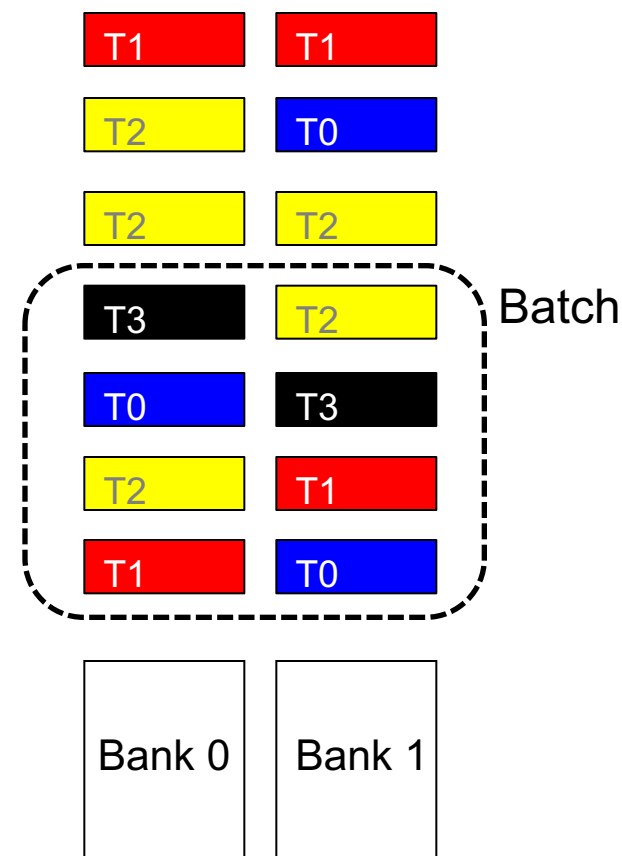 T1 T1
T2 T0
T2 T2
T3 T2
Batch
T0 T3
T2 T1
T1 T0
Bank 0 Bank 1